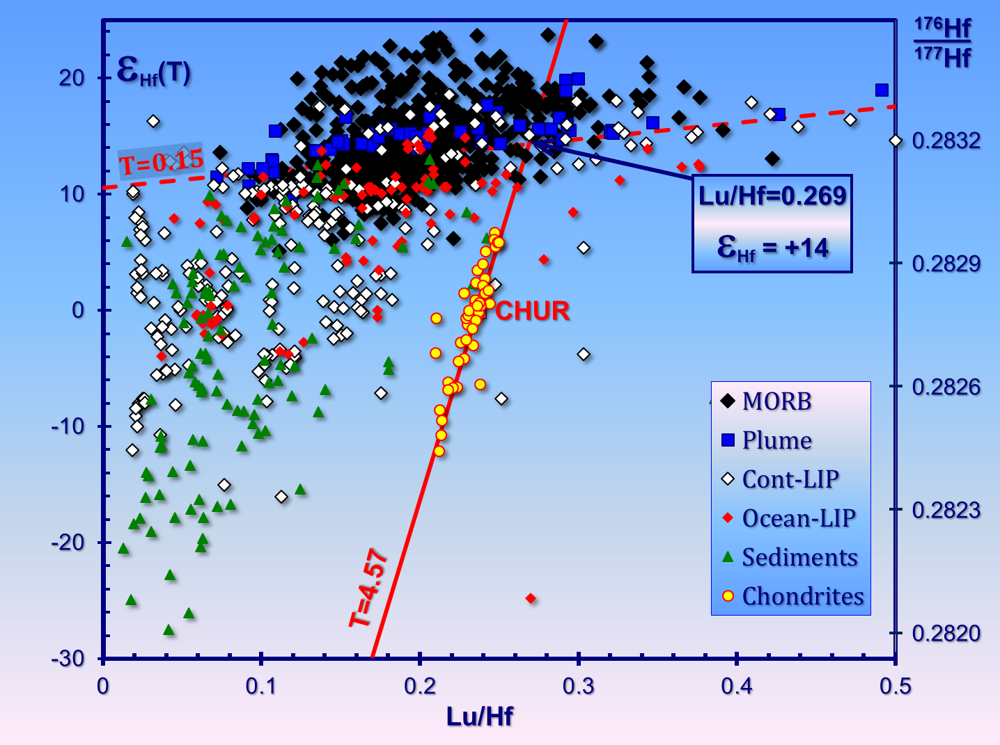 176Hf
177Hf
εHf(T)
20
10
0
-10
-20
-30
T=0.15
Lu/Hf=0.269
εHf = +14
CHUR
T=4.57
MORB
Plume
Cont-LIP
Ocean-LIP
Sediments
Chondrites
0.2832
0.2829
0.2826
0.2823
0.2820
0
0.1
0.2
0.3
0.4
0.5
Lu/Hf